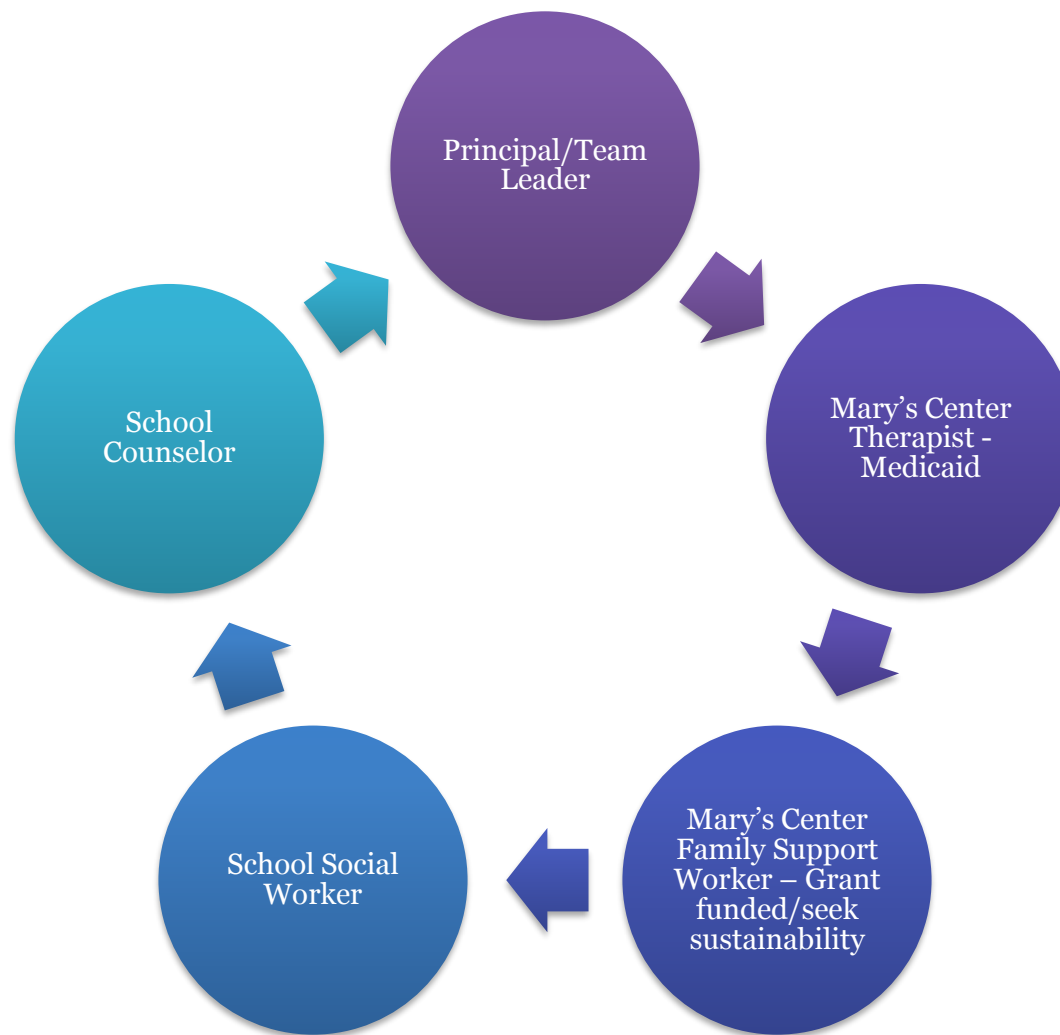 Principal/Team
Leader
Mary’s Center
Therapist -
Medicaid
Mary’s Center
Family Support
Worker – Grant
funded/seek
sustainability
School Social
Worker
School
Counselor